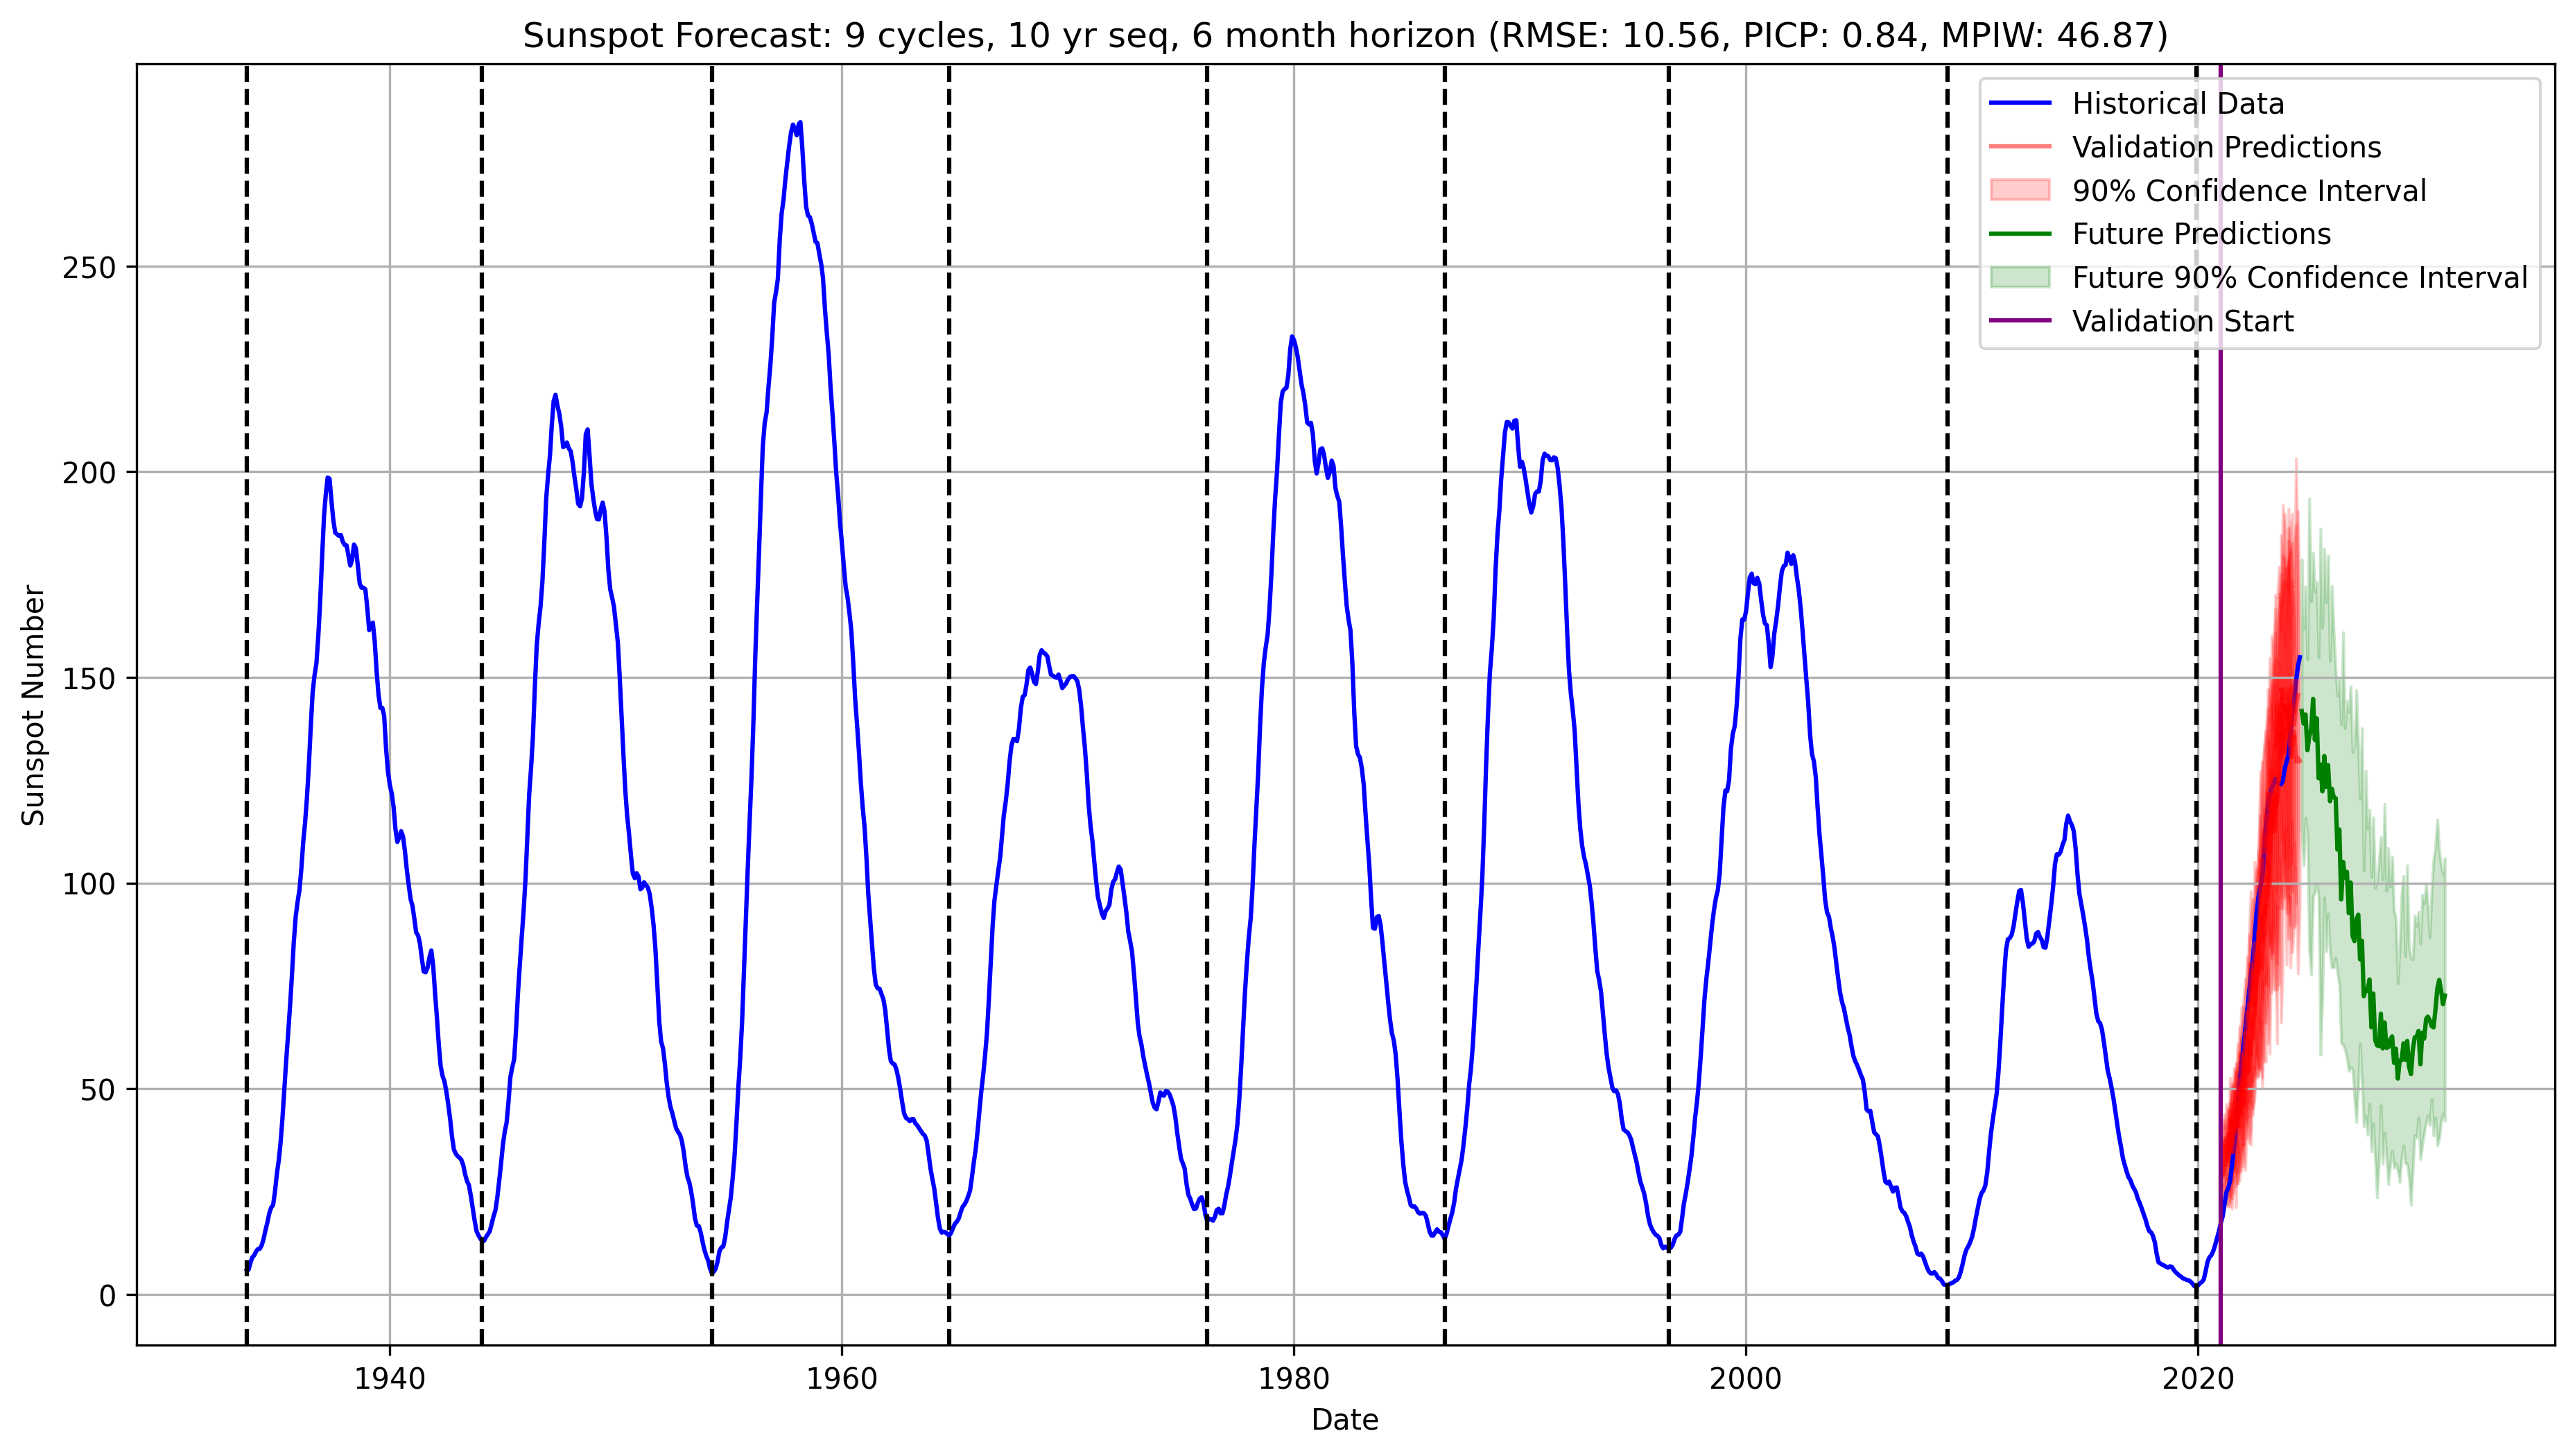 Sunspot Forecast: 9 cycles, 10 yr seq, 6 month horizon (RMSE: 10.56, PICP: 0.84, MPIW: 46.87)
Historical Data
Validation Predictions
90% Confidence Interval
Future Predictions
Future 90% Confidence Interval
Validation Start
250
200
150
100
50
0
Sunspot Number
1940
1960
1980
2000
2020
Date